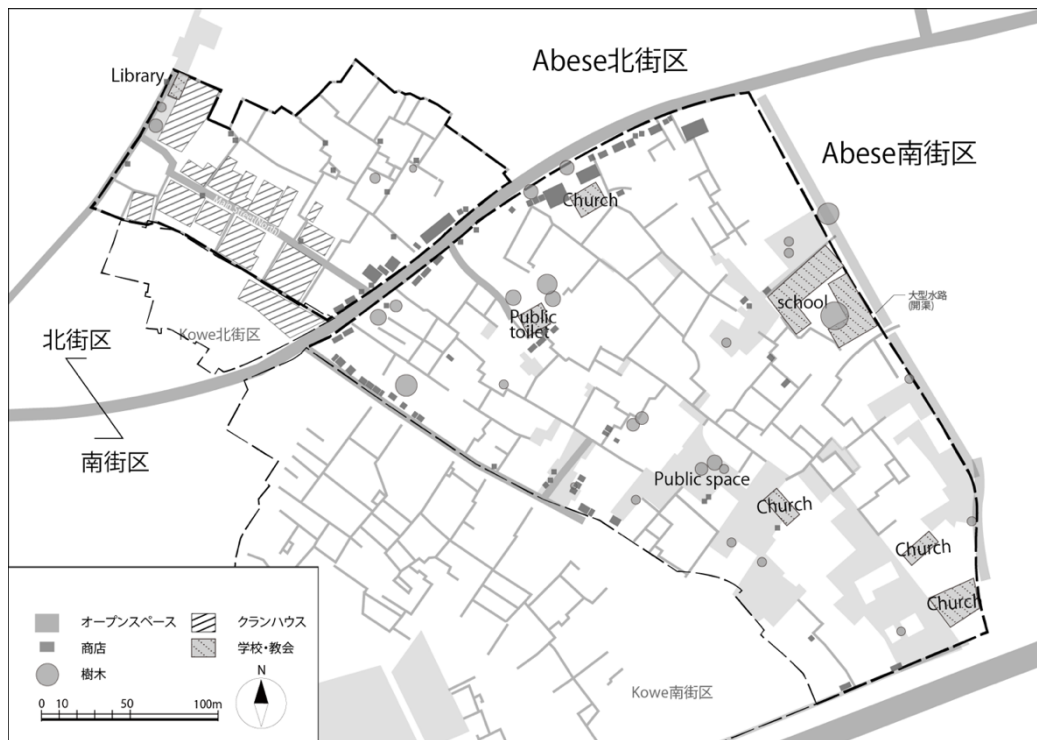 Abese北街区
Library
Abese南街区
Church
school
大型水路
(開渠)
Public
toilet
Kowe北街区
北街区
南街区
Public space
Church
Church
Church
オープンスペース
クランハウス
商店
学校・教会
樹木
N
0 10 50 100m
Kowe南街区